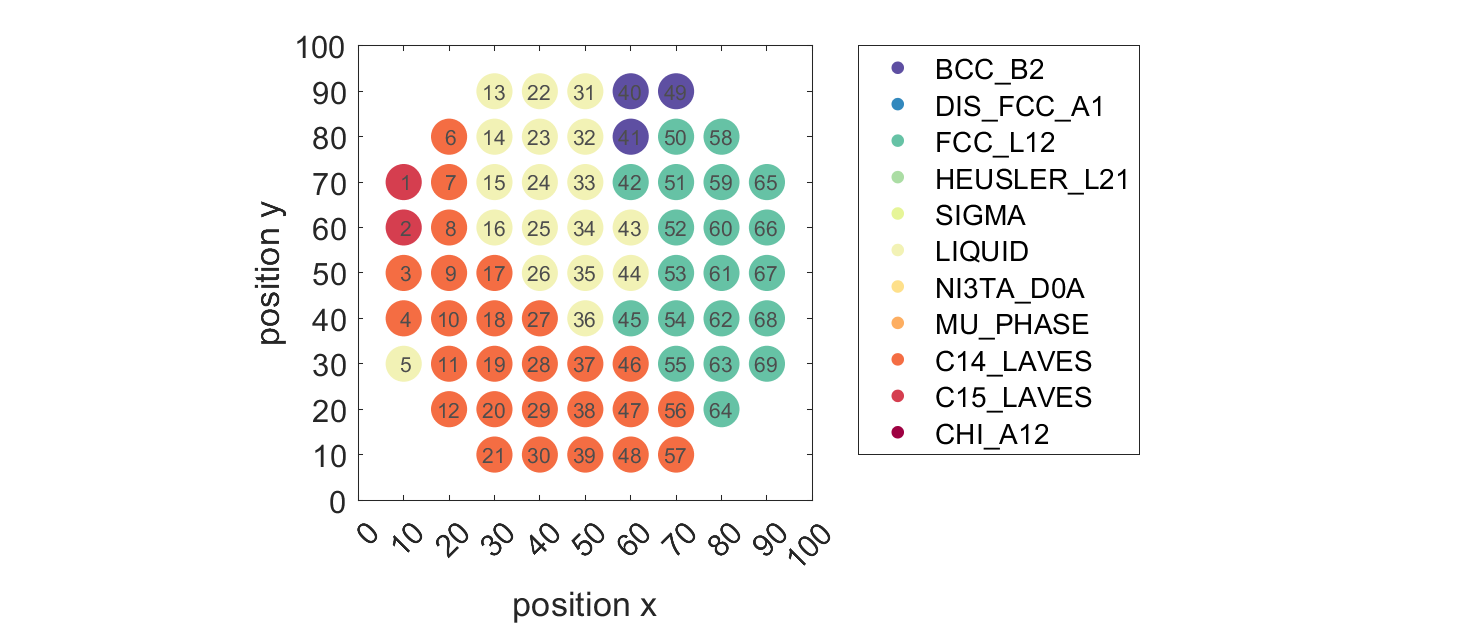 100
90 13 22 31 40 49
80 6 14 23 32 41 50 58
70 1 7 15 24 33 42 51 59 65
60 2 8 16 25 34 43 52 60 66
50 3 9 17 26 35 44 53 61 67
40 4 10 18 27 36 45 54 62 68
30 5 11 19 28 37 46 55 63 69
20 12 20 29 38 47 56 64
10 21 30 39 48 57
0
position y
0 10 20 30 40 50 60 70 80 90 100
position x
BCC_B2
DIS_FCC_A1
FCC_L12
HEUSLER_L21
SIGMA
LIQUID
NI3TA_D0A
MU_PHASE
C14_LAVES
C15_LAVES
CHI_A12